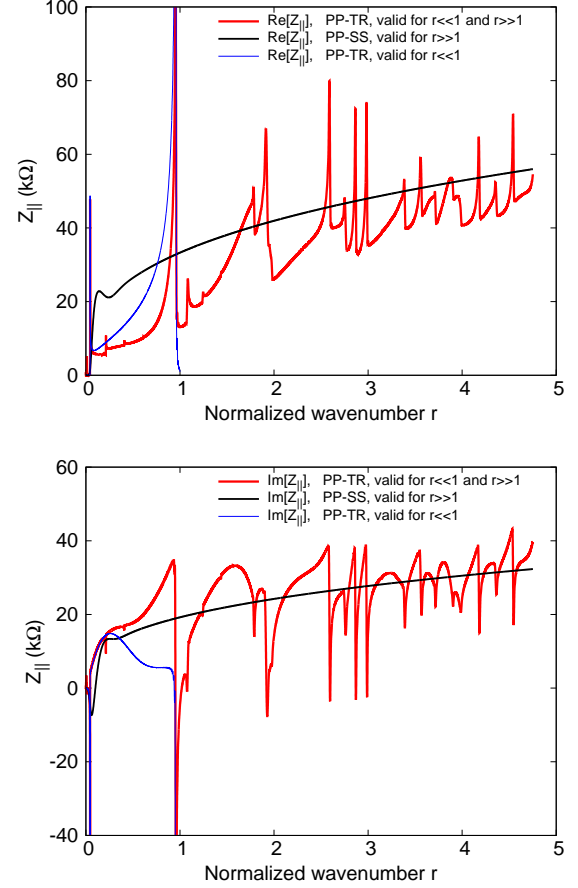 Re[Z||], PP-TR, valid for r<<1 and r>>1
Re[Z||], PP-SS, valid for r>>1
Re[Z||], PP-TR, valid for r<<1
100
80
60
40
20
0
Z|| (kΩ)
0 1 2 3 4 5
Normalized wavenumber r
Im[Z||], PP-TR, valid for r<<1 and r>>1
Im[Z||], PP-SS, valid for r>>1
Im[Z||], PP-TR, valid for r<<1
60
40
20
0
-20
-40
Z|| (kΩ)
0 1 2 3 4 5
Normalized wavenumber r